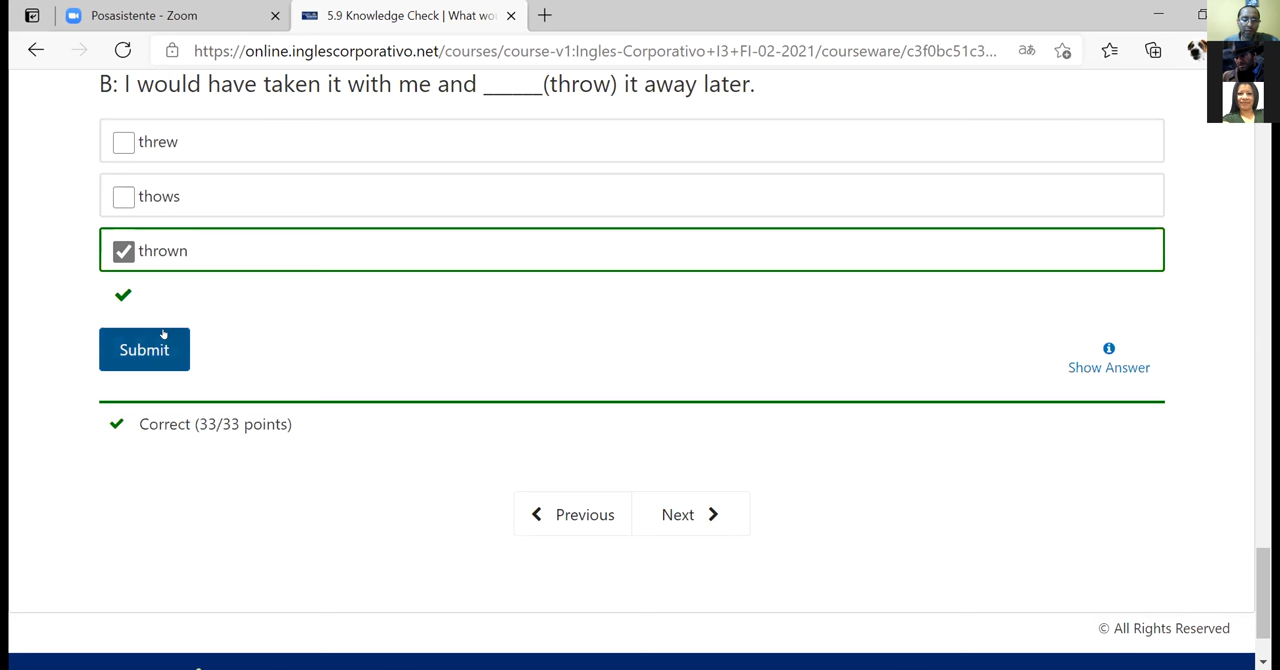 Posasistente - Zoom
5.9 Knowledge Check | What wo
https://online.inglescorporativo.net/courses/course-v1:Ingles-Corporativo+I3+FI-02-2021/courseware/c3f0bc51c3...
B: I would have taken it with me and ______(throw) it away later.
threw
thows
thrown
Submit
Show Answer
Correct (33/33 points)
Previous
Next
© All Rights Reserved